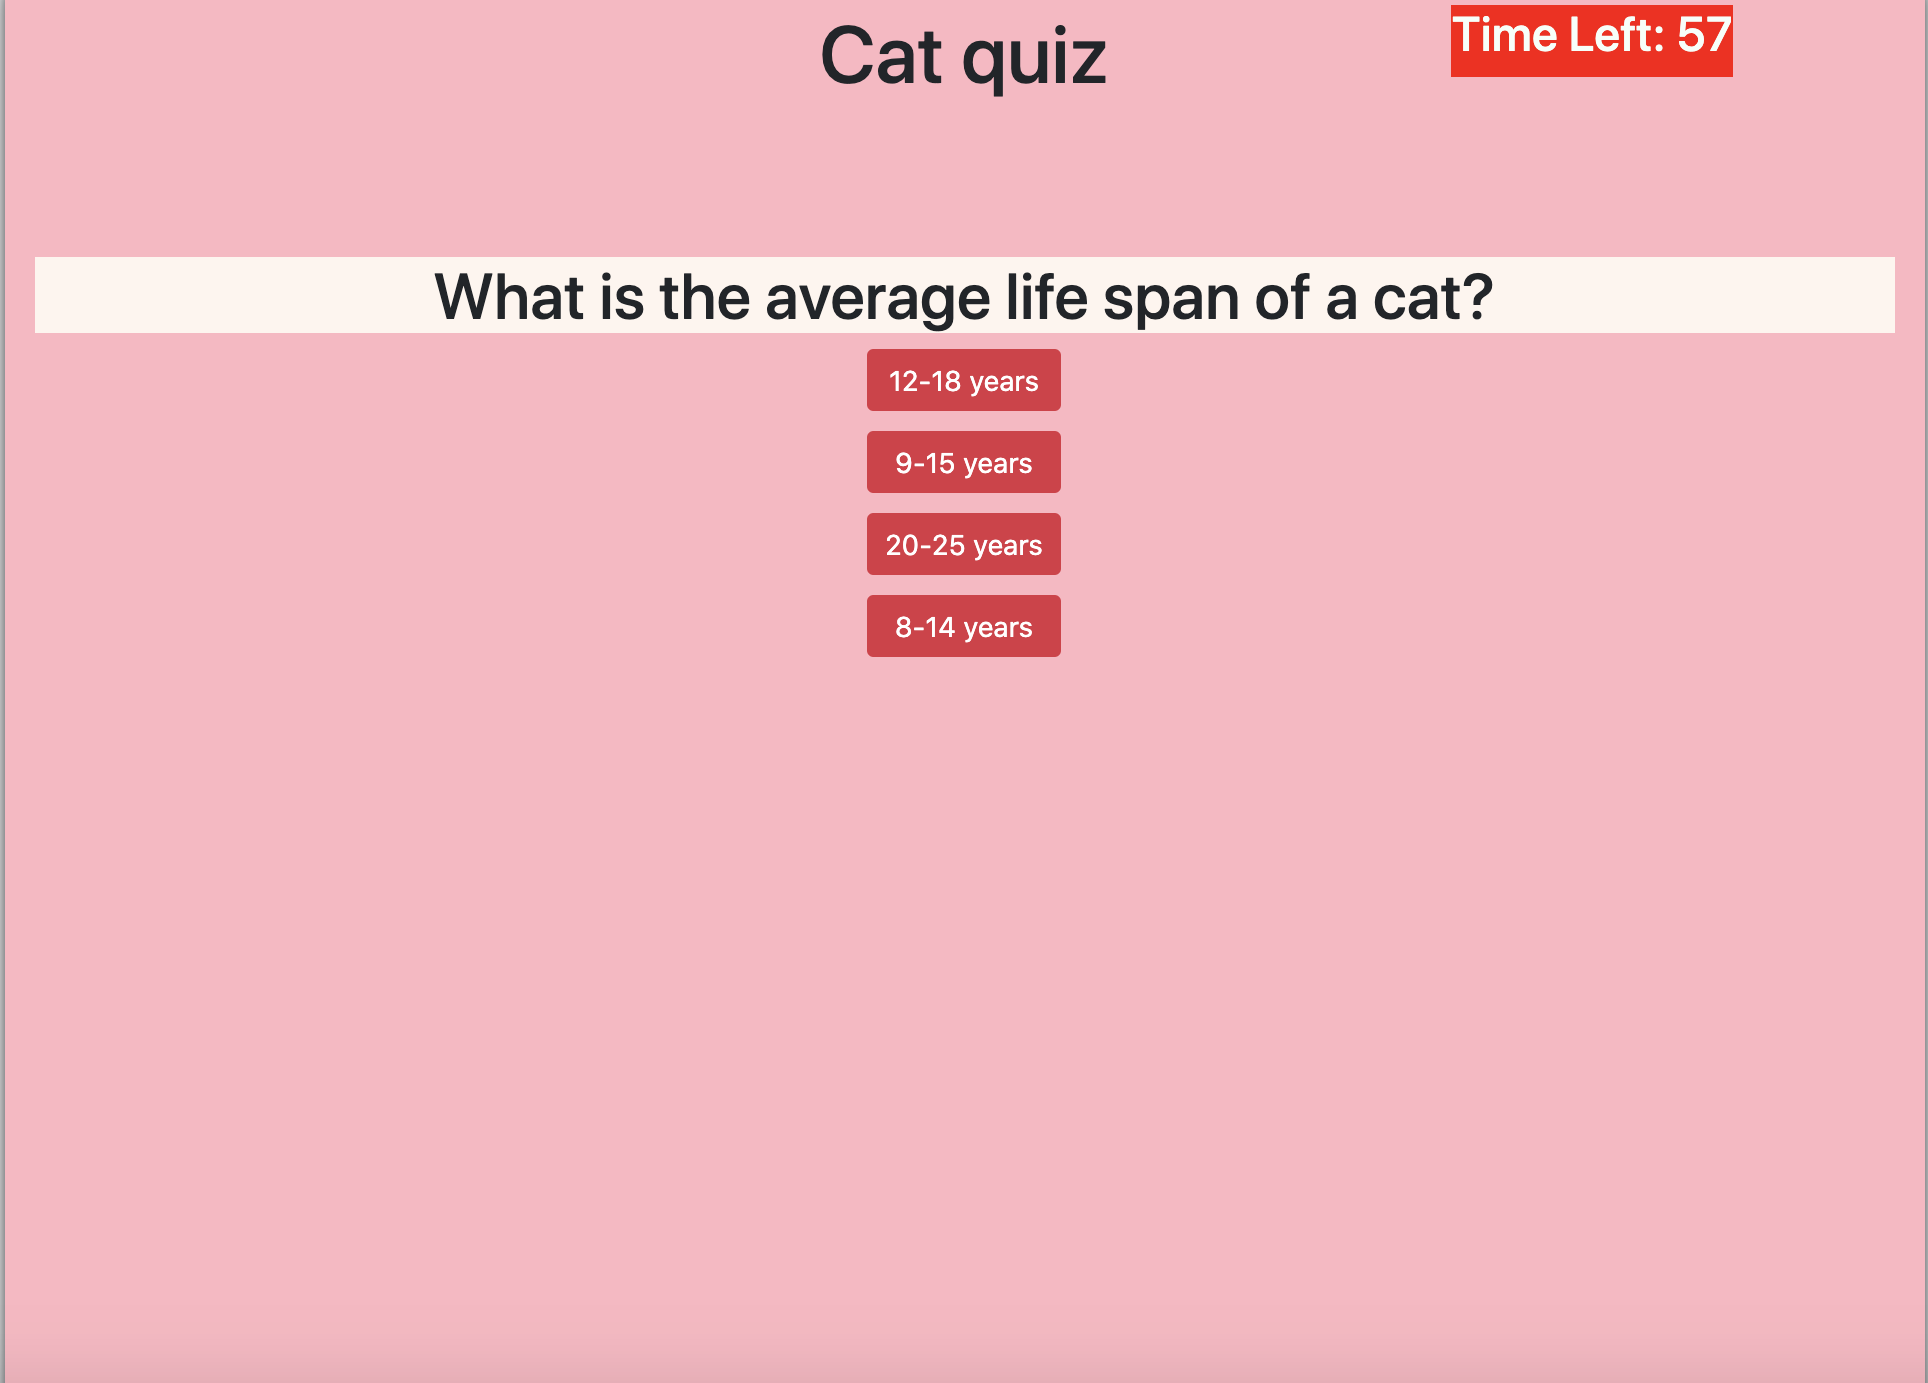 Cat quiz
Time Left: 57
What is the average life span of a cat?
12-18 years
9-15 years
20-25 years
8-14 years